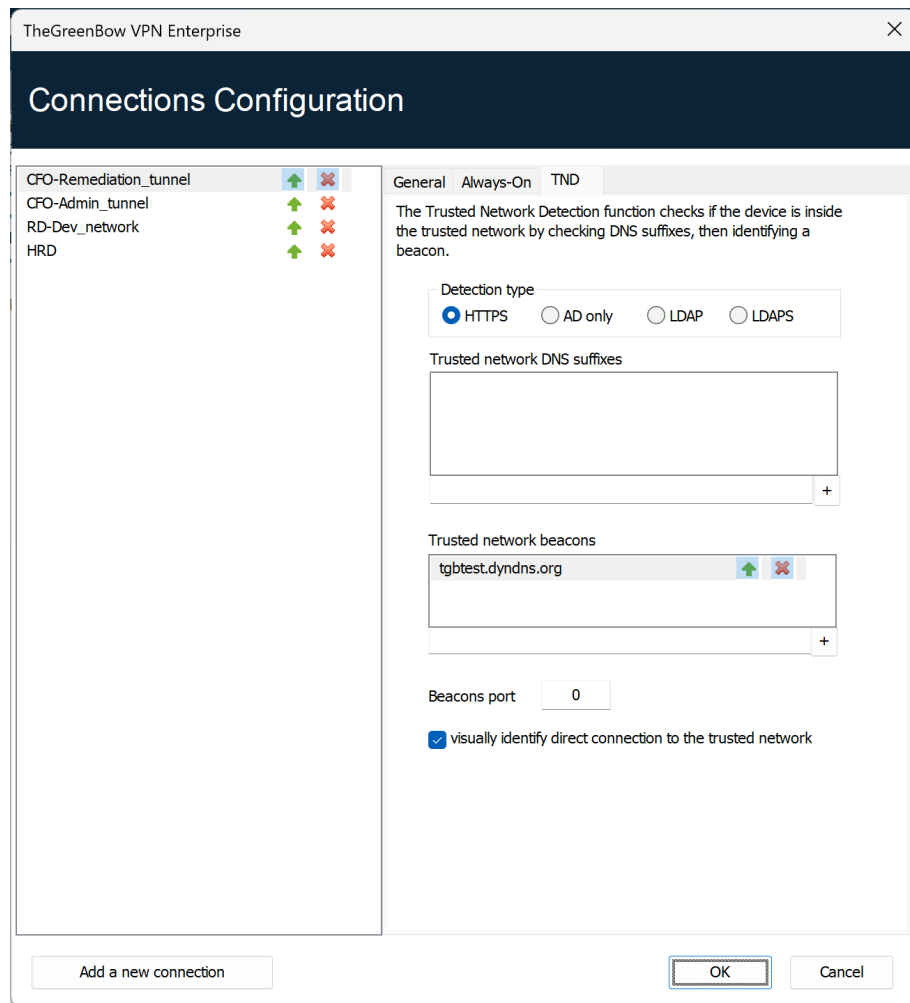 TheGreenBow VPN Enterprise
Connections Configuration
CFO-Remediation_tunnel
CFO-Admin_tunnel
RD-Dev_network
HRD
General Always-On TND
The Trusted Network Detection function checks if the device is inside
the trusted network by checking DNS suffixes, then identifying a
beacon.
Detection type
HTTPS AD only LDAP LDAPS
Trusted network DNS suffixes
+
Trusted network beacons
tgbtest.dyndns.org
+
Beacons port 0
visually identify direct connection to the trusted network
Add a new connection OK Cancel